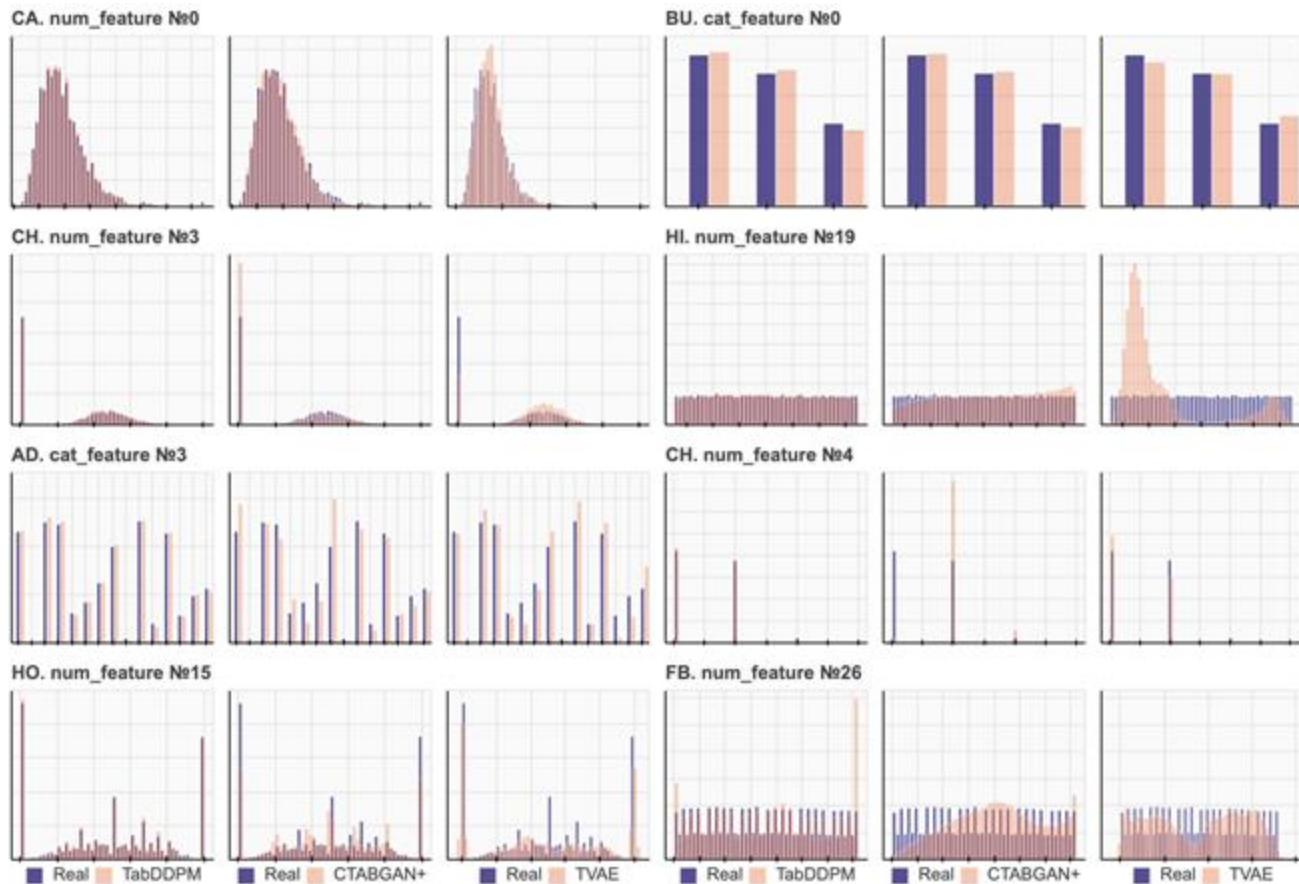 CA. num_feature №0
BU. cat_feature №0
CH. num_feature №3
HI. num_feature №19
AD. cat_feature №3
CH. num_feature №4
HO. num_feature №15
FB. num_feature №26
Real TabDDPM Real CTABGAN+ Real TVAE
Real TabDDPM Real CTABGAN+ Real TVAE